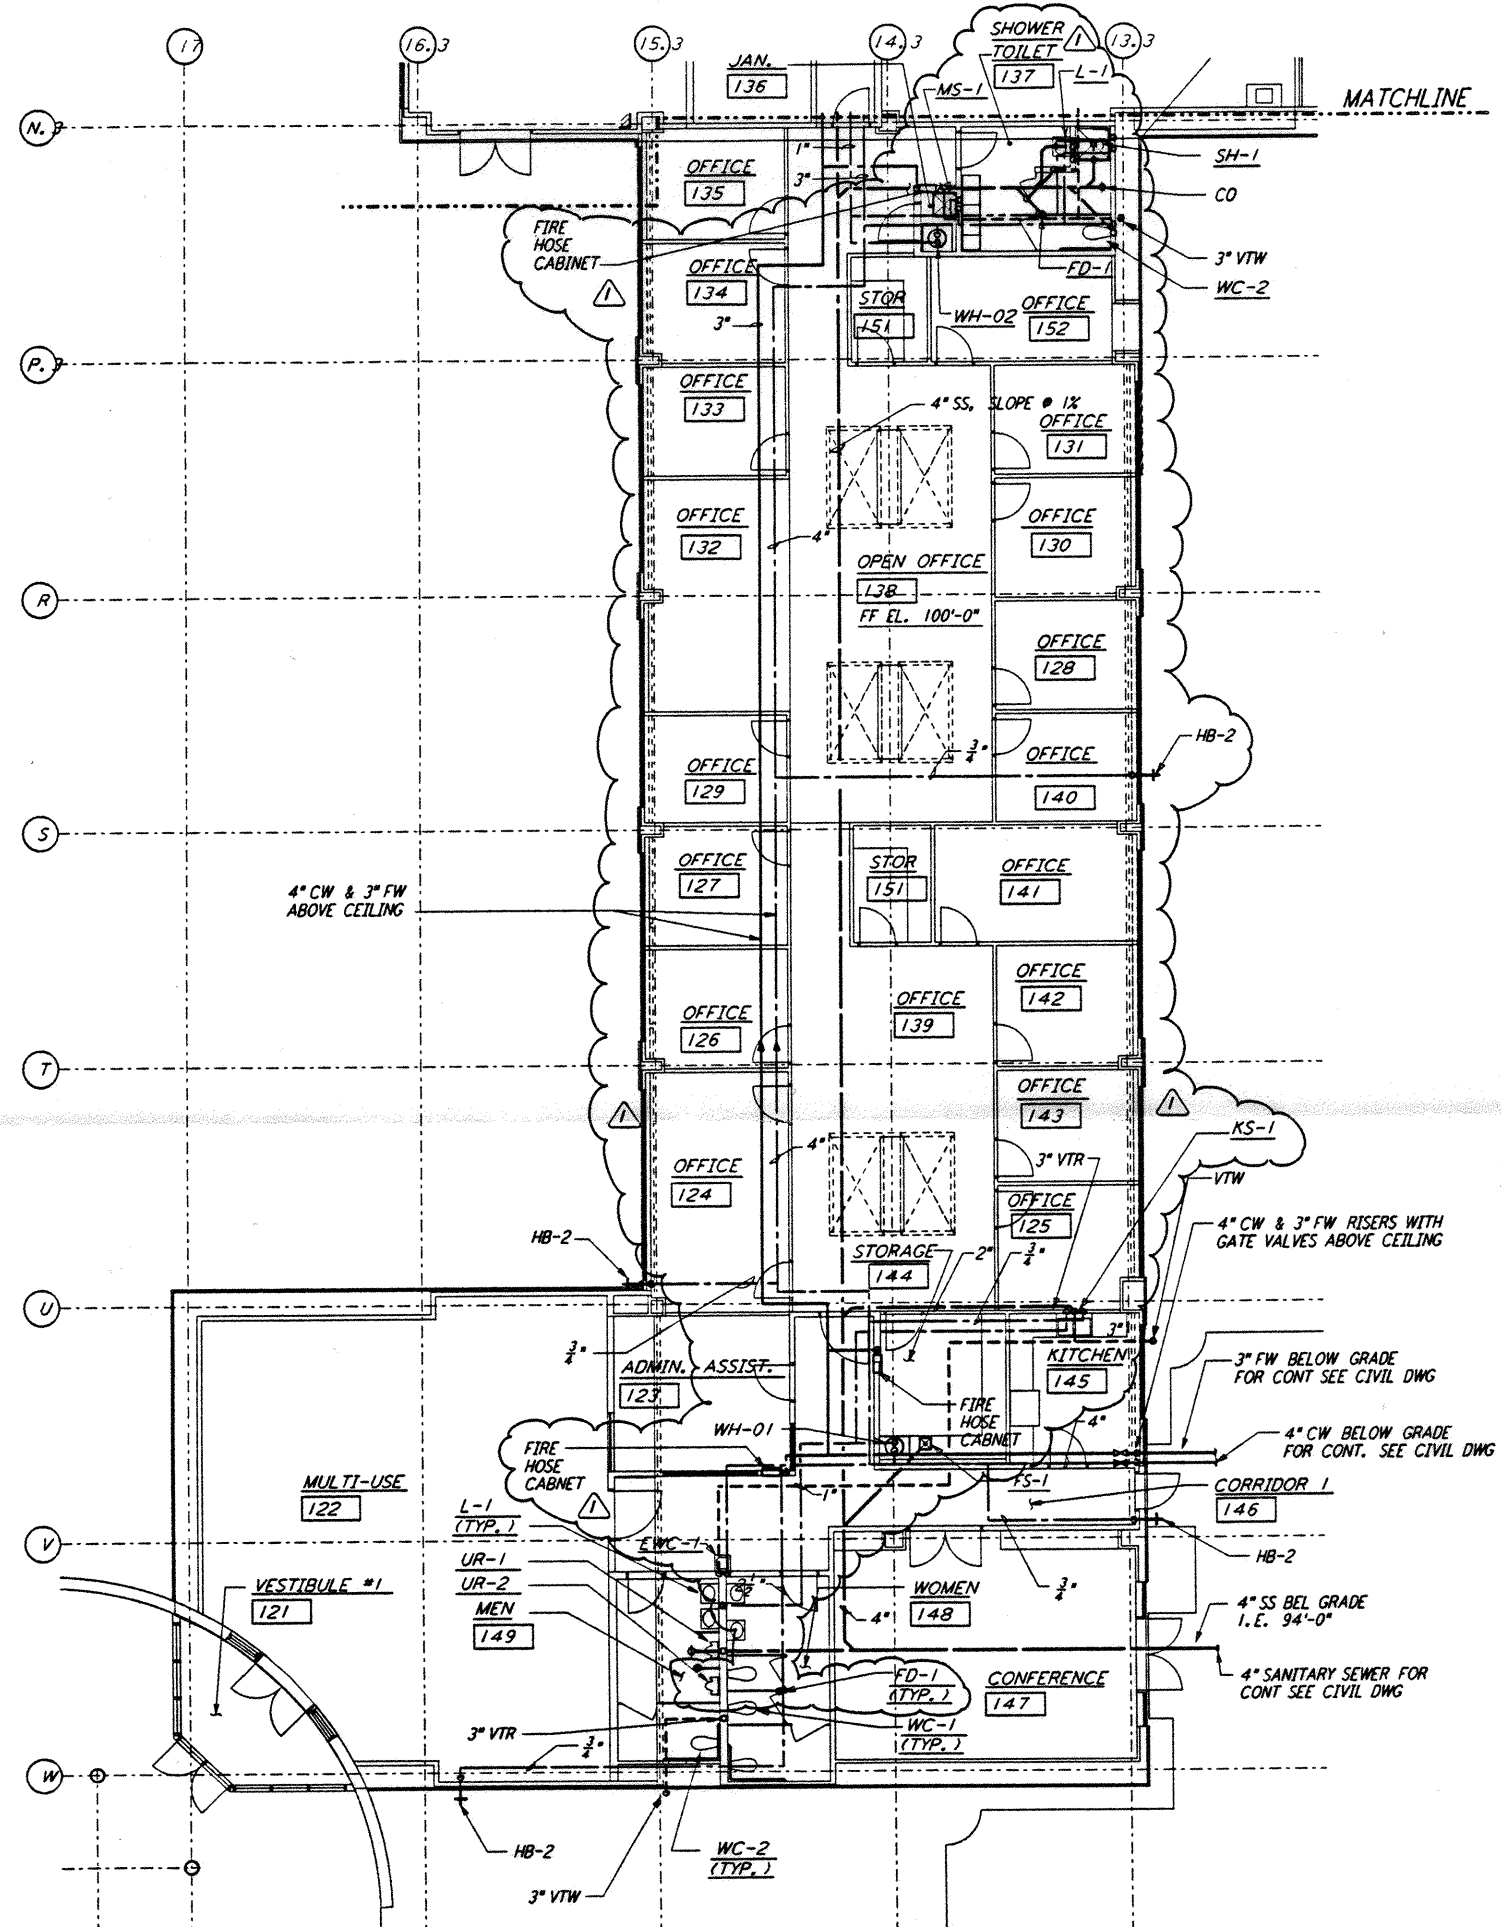 17
16.3
15.3
14.3
13.3
SHOWER
TOILET
137
1
L-1
JAN.
136
MS-1
MATCHLINE
N.3
1"
SH-1
OFFICE
135
3"
CO
FIRE
HOSE
CABINET
1
OFFICE
134
3"
3" VTW
FD-1
WC-2
STOR
151
WH-02
OFFICE
152
P.3
OFFICE
133
4" SS, SLOPE @ 1%
OFFICE
131
OFFICE
132
4"
OFFICE
130
OPEN OFFICE
138
FF EL. 100'-0"
R
OFFICE
128
HB-2
3/4"
OFFICE
129
OFFICE
140
S
OFFICE
127
STOR
151
OFFICE
141
4" CW & 3" FW
ABOVE CEILING
OFFICE
126
OFFICE
139
OFFICE
142
T
OFFICE
143
1
1
KS-1
4"
3" VTR
VTW
OFFICE
124
OFFICE
125
4" CW & 3" FW RISERS WITH
GATE VALVES ABOVE CEILING
HB-2
STORAGE
144
2"
3/4"
U
3/4"
3"
ADMIN. ASSIST.
123
KITCHEN
145
3" FW BELOW GRADE
FOR CONT SEE CIVIL DWG
FIRE
HOSE
CABNET
4"
WH-01
4" CW BELOW GRADE
FOR CONT. SEE CIVIL DWG
FIRE
HOSE
CABNET
1
MULTI-USE
122
1"
FS-1
CORRIDOR 1
146
L-1
(TYP.)
V
EWC-1
HB-2
UR-1
UR-2
MEN
149
VESTIBULE #1
121
2 1/2"
WOMEN
148
4"
3/4"
4" SS BEL GRADE
I.E. 94'-0"
FD-1
(TYP.)
CONFERENCE
147
4" SANITARY SEWER FOR
CONT SEE CIVIL DWG
WC-1
(TYP.)
3" VTR
3/4"
W
HB-2
WC-2
(TYP.)
3" VTW